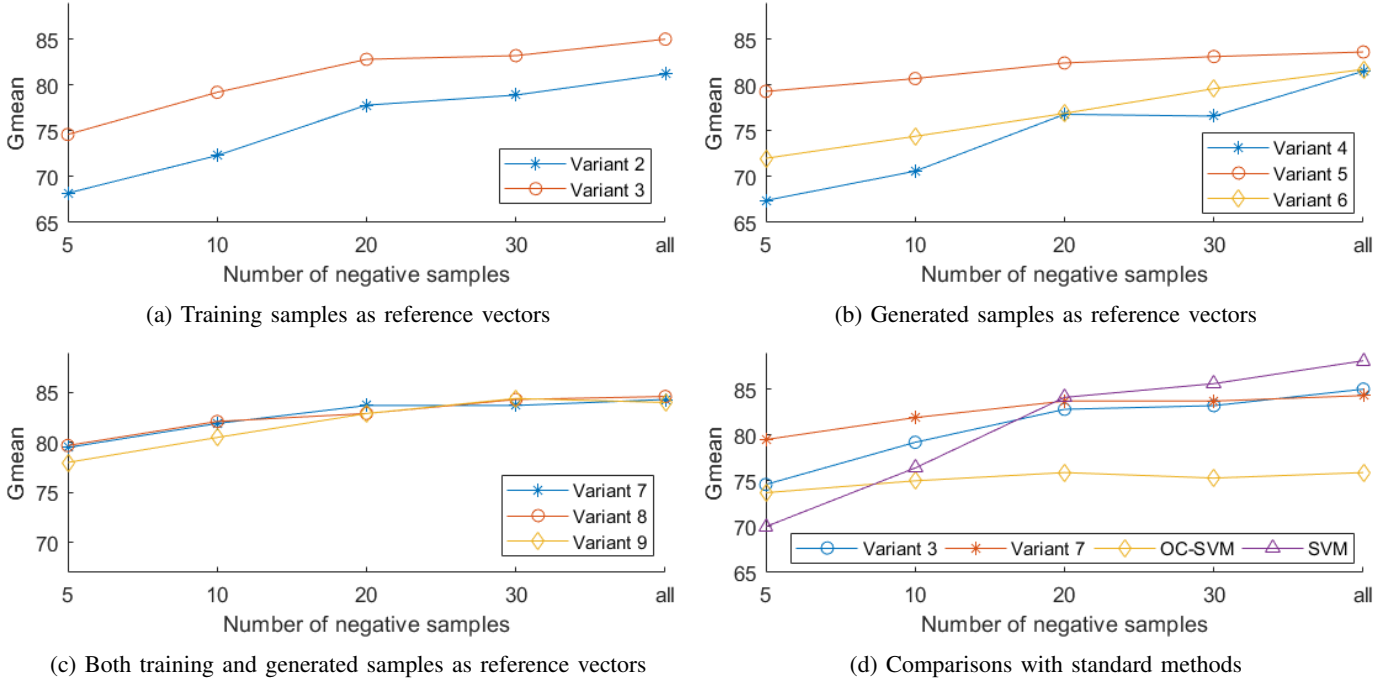 85
80
75
70
65
Gmean
Variant 2
Variant 3
5 10 20 30 all
Number of negative samples
(a) Training samples as reference vectors
85
80
75
70
65
Gmean
Variant 4
Variant 5
Variant 6
5 10 20 30 all
Number of negative samples
(b) Generated samples as reference vectors
85
80
75
70
Gmean
Variant 7
Variant 8
Variant 9
5 10 20 30 all
Number of negative samples
(c) Both training and generated samples as reference vectors
85
80
75
70
65
Gmean
Variant 3 Variant 7 OC-SVM SVM
5 10 20 30 all
Number of negative samples
(d) Comparisons with standard methods